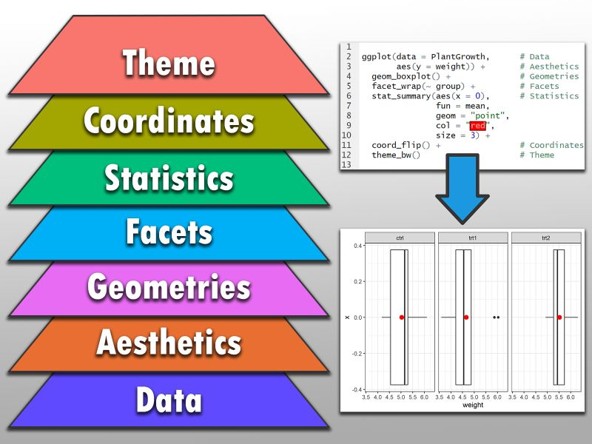 Theme
Coordinates
Statistics
Facets
Geometries
Aesthetics
Data
1
2 ggplot(data = PlantGrowth, # Data
3 aes(y = weight)) + # Aesthetics
4 geom_boxplot() + # Geometries
5 facet_wrap(~ group) + # Facets
6 stat_summary(aes(x = 0), # Statistics
7 fun = mean,
8 geom = "point",
9 col = "red",
10 size = 3) +
11 coord_flip() + # Coordinates
12 theme_bw() # Theme
13
ctrl trt1 trt2
0.4
0.2
x 0.0
-0.2
-0.4
3.5 4.0 4.5 5.0 5.5 6.0 3.5 4.0 4.5 5.0 5.5 6.0 3.5 4.0 4.5 5.0 5.5 6.0
weight